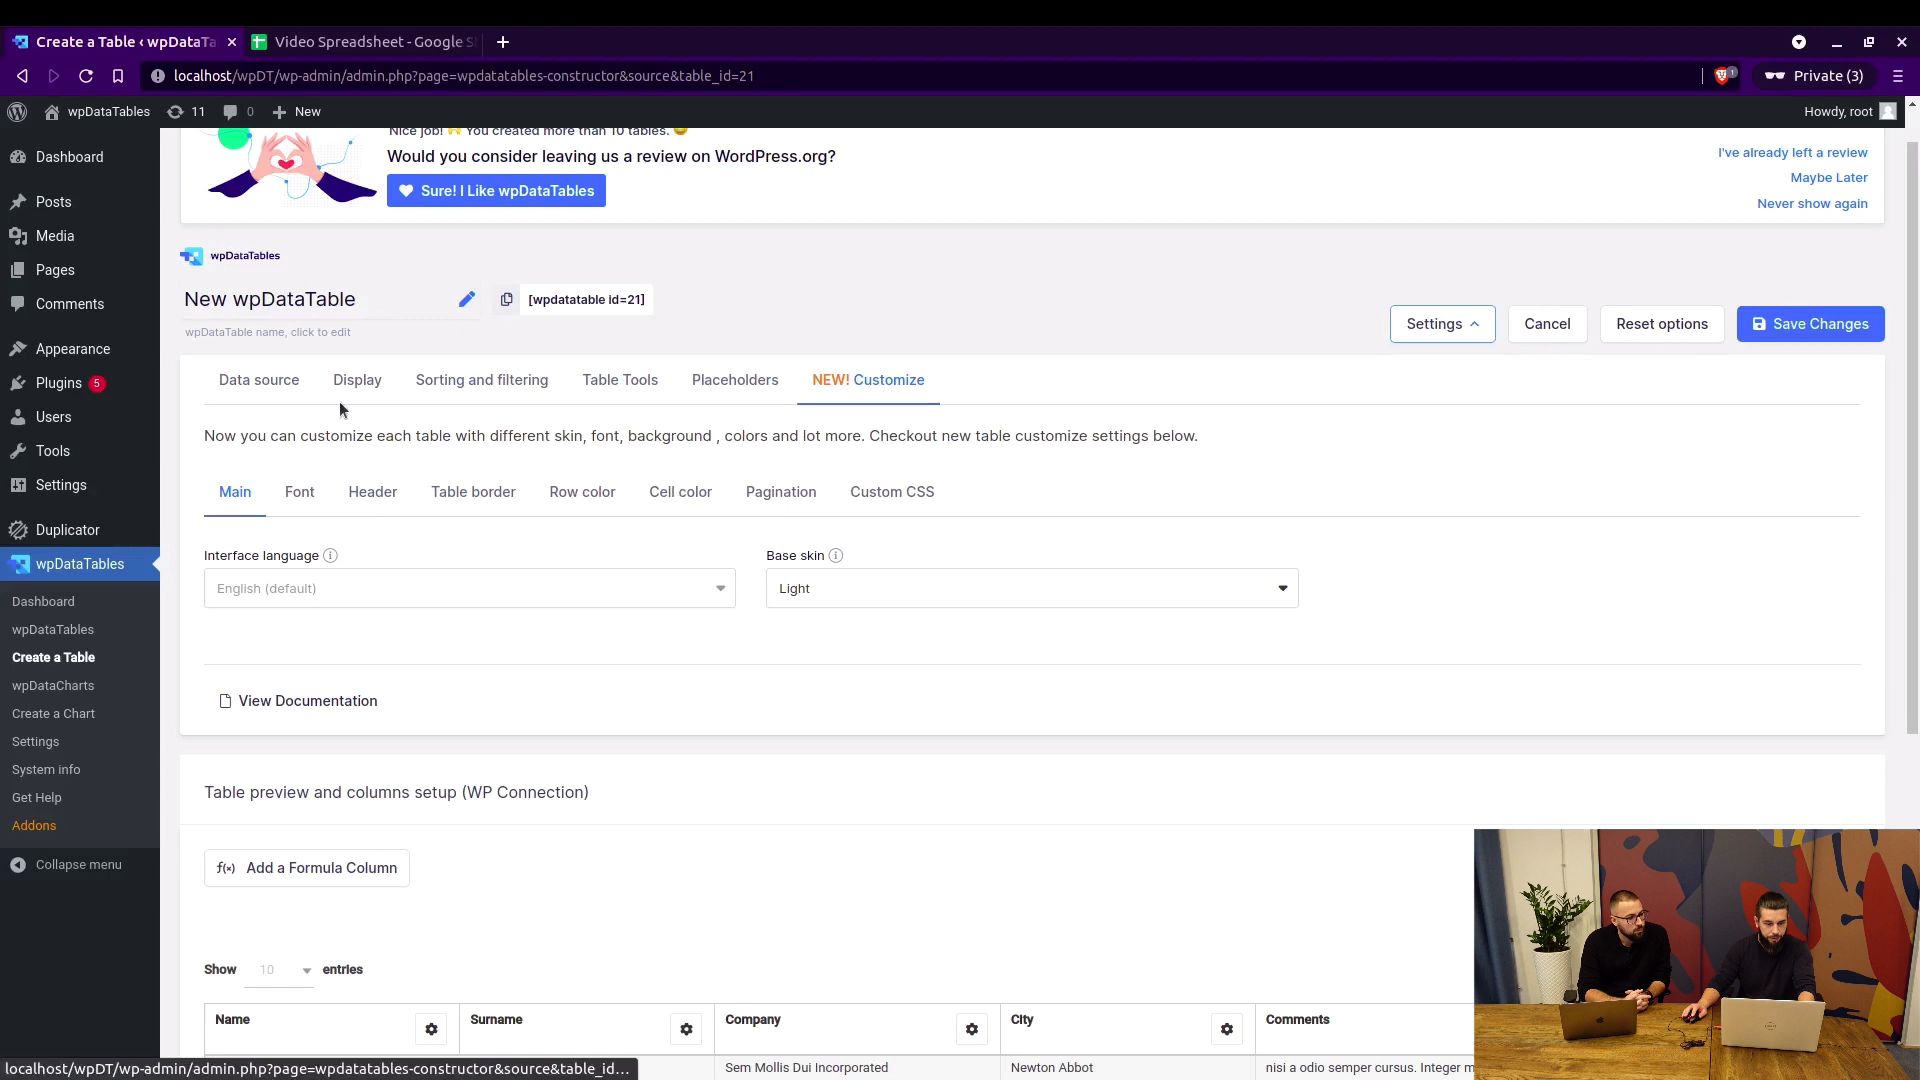 Create a Table ‹ wpDataTa
Video Spreadsheet - Google S
localhost/wpDT/wp-admin/admin.php?page=wpdatatables-constructor&source&table_id=21
1
Private (3)
wpDataTables
11
0
New
Howdy, root
Dashboard
Posts
Media
Pages
Comments
Appearance
Plugins 5
Users
Tools
Settings
Duplicator
wpDataTables
Dashboard
wpDataTables
Create a Table
wpDataCharts
Create a Chart
Settings
System info
Get Help
Addons
Collapse menu
Nice job! 🙌 You created more than 10 tables. 😀
Would you consider leaving us a review on WordPress.org?
Sure! I Like wpDataTables
I've already left a review
Maybe Later
Never show again
wpDataTables
New wpDataTable
[wpdatatable id=21]
wpDataTable name, click to edit
Settings
Cancel
Reset options
Save Changes
Data source
Display
Sorting and filtering
Table Tools
Placeholders
NEW! Customize
Now you can customize each table with different skin, font, background , colors and lot more. Checkout new table customize settings below.
Main
Font
Header
Table border
Row color
Cell color
Pagination
Custom CSS
Interface language
Base skin
English (default)
Light
View Documentation
Table preview and columns setup (WP Connection)
f(x) Add a Formula Column
Show 10 entries
Name
Surname
Company
City
Comments
Sem Mollis Dui Incorporated
Newton Abbot
nisi a odio semper cursus. Integer m
localhost/wpDT/wp-admin/admin.php?page=wpdatatables-constructor&source&table_id...